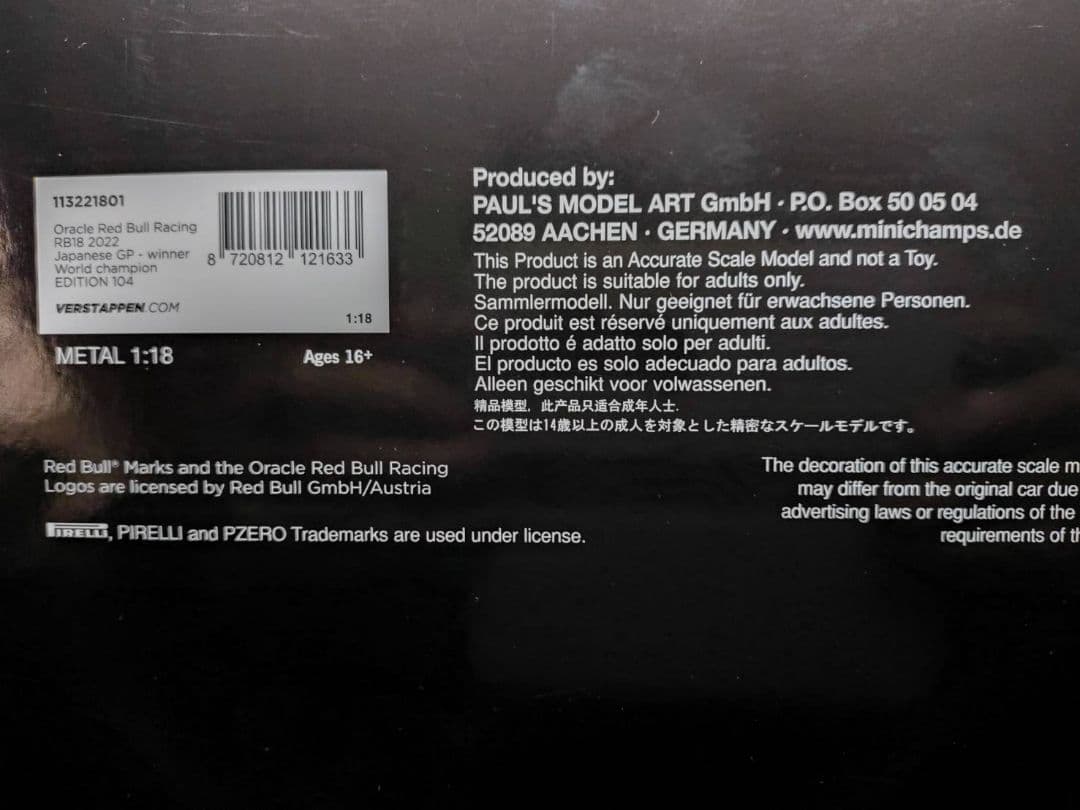 113221801
Oracle Red Bull Racing
RB18 2022
Japanese GP - winner
World champion
EDITION 104
VERSTAPPEN.COM
8 720812 121633
1:18
METAL 1:18
Ages 16+
Produced by:
PAUL'S MODEL ART GmbH · P.O. Box 50 05 04
52089 AACHEN · GERMANY · www.minichamps.de
This Product is an Accurate Scale Model and not a Toy.
The product is suitable for adults only.
Sammlermodell. Nur geeignet für erwachsene Personen.
Ce produit est réservé uniquement aux adultes.
Il prodotto é adatto solo per adulti.
El producto es solo adecuado para adultos.
Alleen geschikt voor volwassenen.
精品模型，此产品只适合成年人士.
この模型は14歳以上の成人を対象とした精密なスケールモデルです。
Red Bull® Marks and the Oracle Red Bull Racing
Logos are licensed by Red Bull GmbH/Austria
PIRELLI, PIRELLI and PZERO Trademarks are used under license.
The decoration of this accurate scale m
may differ from the original car due
advertising laws or regulations of the
requirements of th